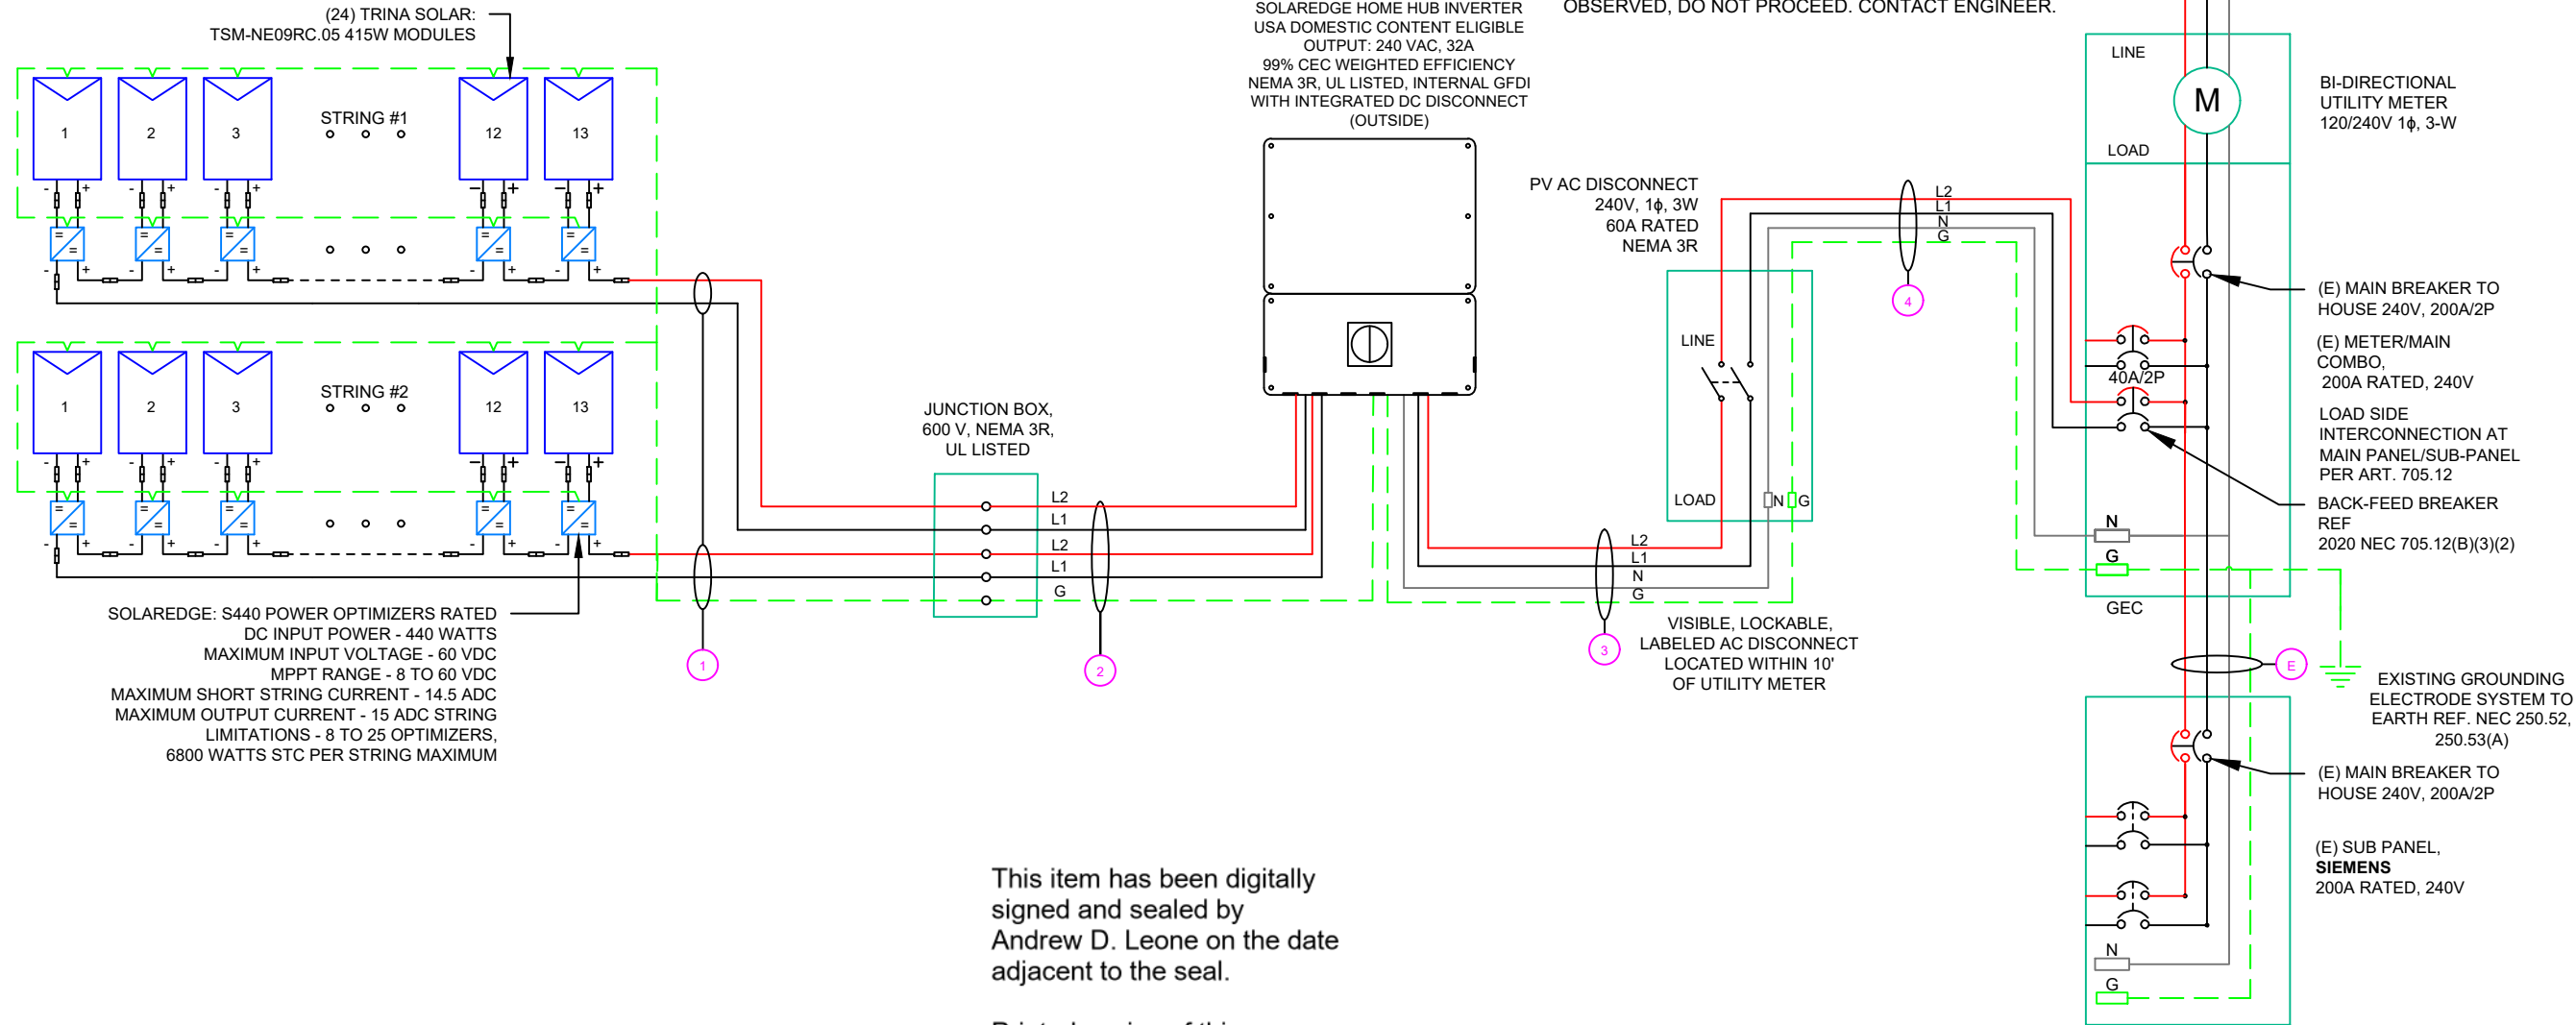 (24) TRINA SOLAR:
TSM-NE09RC.05 415W MODULES
SOLAREDGE HOME HUB INVERTER
USA DOMESTIC CONTENT ELIGIBLE
OUTPUT: 240 VAC, 32A
99% CEC WEIGHTED EFFICIENCY
NEMA 3R, UL LISTED, INTERNAL GFDI
WITH INTEGRATED DC DISCONNECT
(OUTSIDE)
OBSERVED, DO NOT PROCEED. CONTACT ENGINEER.
LINE
M
LOAD
BI-DIRECTIONAL
UTILITY METER
120/240V 1ϕ, 3-W
1
2
3
STRING #1
12
13
- + - + - + - + - +
= = = = = = = = = =
- + - + - + - + - +
PV AC DISCONNECT
240V, 1ϕ, 3W
60A RATED
NEMA 3R
L2
L1
N
G
4
LINE
LOAD
N G
(E) MAIN BREAKER TO
HOUSE 240V, 200A/2P
(E) METER/MAIN
COMBO,
200A RATED, 240V
40A/2P
LOAD SIDE
INTERCONNECTION AT
MAIN PANEL/SUB-PANEL
PER ART. 705.12
BACK-FEED BREAKER
REF
2020 NEC 705.12(B)(3)(2)
N
G
GEC
1
2
3
STRING #2
12
13
- + - + - + - + - +
= = = = = = = = = =
- + - + - + - + - +
JUNCTION BOX,
600 V, NEMA 3R,
UL LISTED
L2
L1
L2
L1
G
L2
L1
N
G
SOLAREDGE: S440 POWER OPTIMIZERS RATED
DC INPUT POWER - 440 WATTS
MAXIMUM INPUT VOLTAGE - 60 VDC
MPPT RANGE - 8 TO 60 VDC
MAXIMUM SHORT STRING CURRENT - 14.5 ADC
MAXIMUM OUTPUT CURRENT - 15 ADC STRING
LIMITATIONS - 8 TO 25 OPTIMIZERS,
6800 WATTS STC PER STRING MAXIMUM
1
2
3
VISIBLE, LOCKABLE,
LABELED AC DISCONNECT
LOCATED WITHIN 10'
OF UTILITY METER
E
EXISTING GROUNDING
ELECTRODE SYSTEM TO
EARTH REF. NEC 250.52,
250.53(A)
(E) MAIN BREAKER TO
HOUSE 240V, 200A/2P
(E) SUB PANEL,
SIEMENS
200A RATED, 240V
N
G
This item has been digitally
signed and sealed by
Andrew D. Leone on the date
adjacent to the seal.